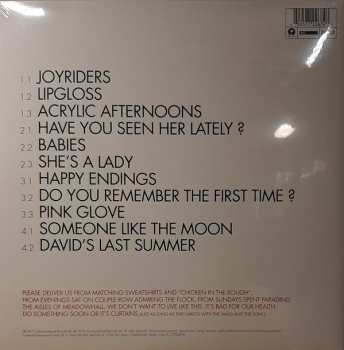 1.1 JOYRIDERS
1.2 LIPGLOSS
1.3 ACRYLIC AFTERNOONS
2.1 HAVE YOU SEEN HER LATELY ?
2.2 BABIES
2.3 SHE'S A LADY
3.1 HAPPY ENDINGS
3.2 DO YOU REMEMBER THE FIRST TIME ?
3.3 PINK GLOVE
4.1 SOMEONE LIKE THE MOON
4.2 DAVID'S LAST SUMMER
PLEASE DELIVER US FROM MATCHING SWEATSHIRTS AND "CHICKEN IN THE ROUGH",
FROM EVENINGS SAT ON COUPLE ROW ADMIRING THE FLOCK, FROM SUNDAYS SPENT PARADING
THE AISLES OF MEADOWHALL. WE DON'T WANT TO LIVE LIKE THIS. IT'S BAD FOR OUR HEALTH.
DO SOMETHING SOON OR IT'S CURTAINS